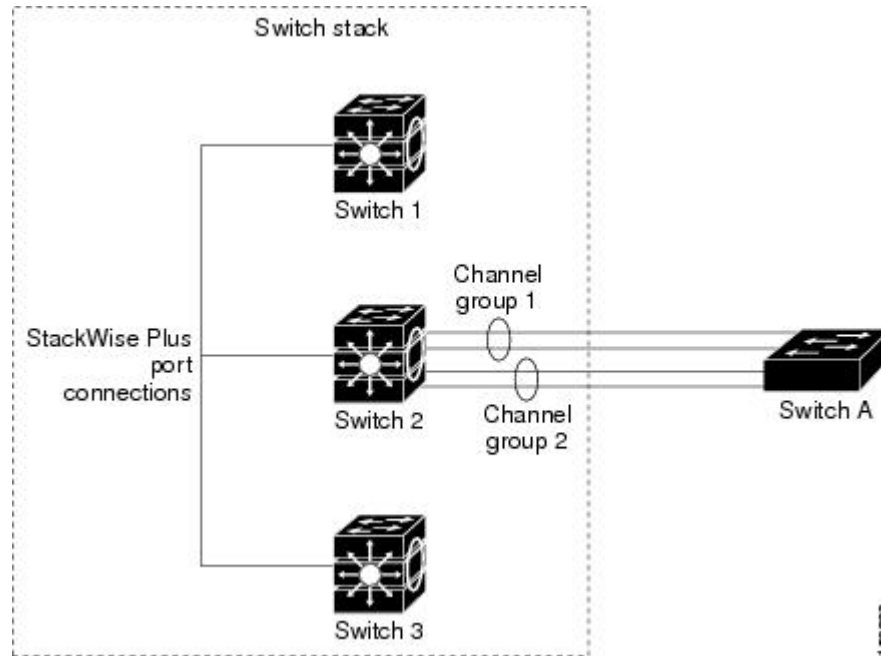 Switch stack
Switch 1
Channel
group 1
StackWise Plus
port
connections
Switch 2
Channel
group 2
Switch A
Switch 3